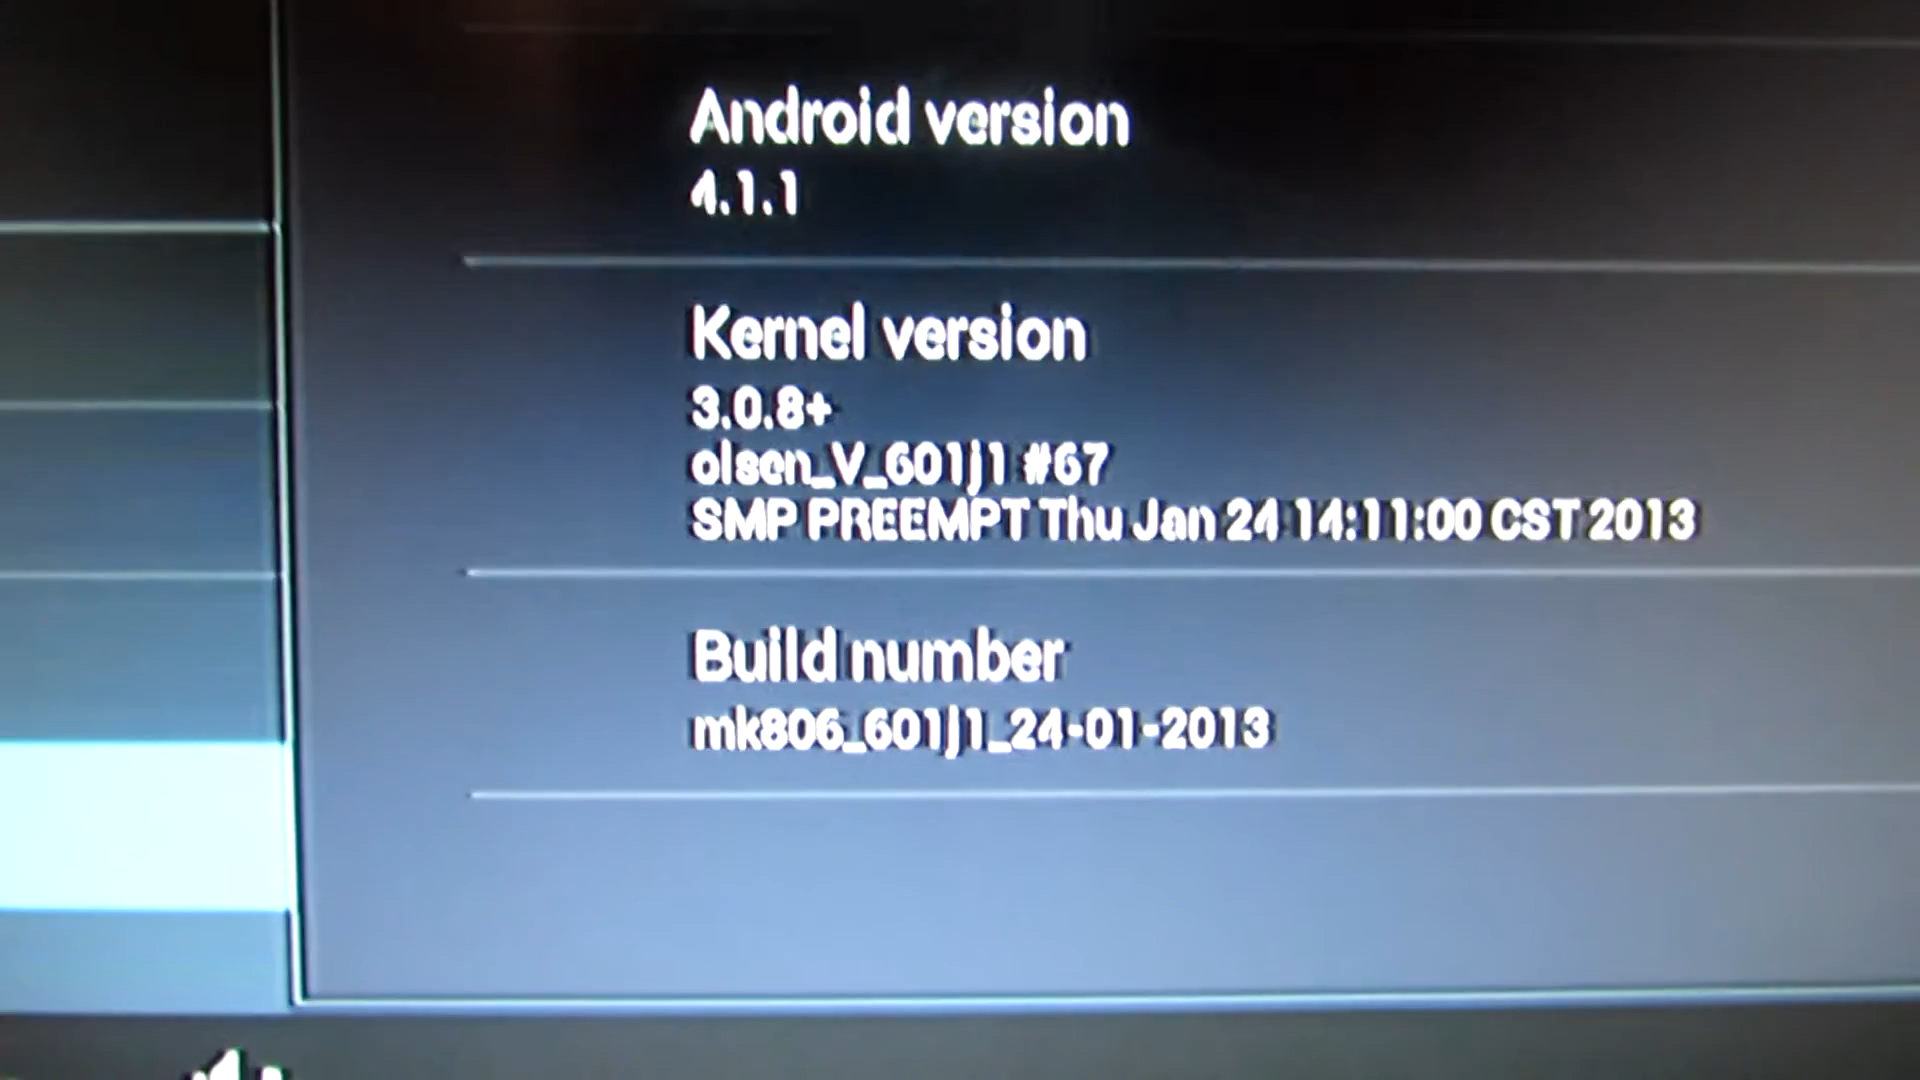 Android version
4.1.1
Kernel version
3.0.8+
olsen_V_601j1 #67
SMP PREEMPT Thu Jan 24 14:11:00 CST 2013
Build number
mk806_601j1_24-01-2013